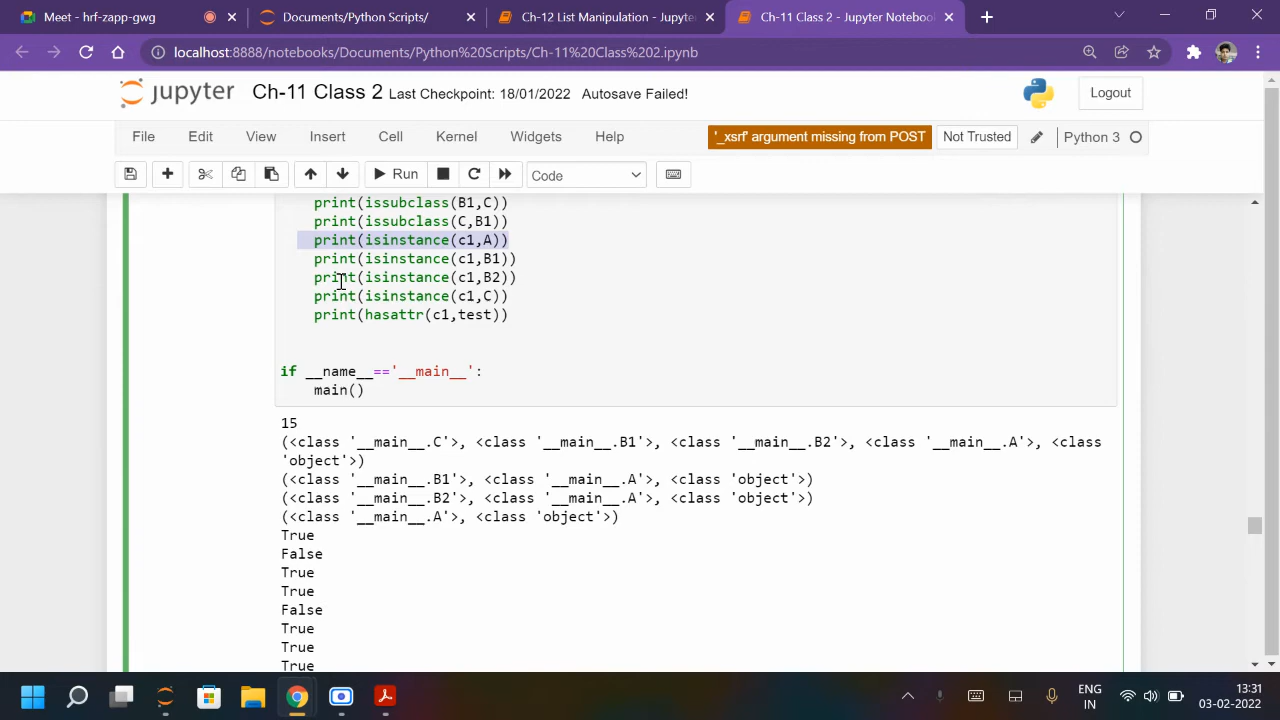 Meet - hrf-zapp-gwg
Documents/Python Scripts/
Ch-12 List Manipulation - Jupyte
Ch-11 Class 2 - Jupyter Notebook
localhost:8888/notebooks/Documents/Python%20Scripts/Ch-11%20Class%202.ipynb
jupyter Ch-11 Class 2 Last Checkpoint: 18/01/2022 Autosave Failed!
Logout
File Edit View Insert Cell Kernel Widgets Help
'_xsrf' argument missing from POST
Not Trusted
Python 3
Run
Code
print(issubclass(B1,C))
print(issubclass(C,B1))
print(isinstance(c1,A))
print(isinstance(c1,B1))
print(isinstance(c1,B2))
print(isinstance(c1,C))
print(hasattr(c1,test))
if __name__=='__main__':
main()
15
(<class '__main__.C'>, <class '__main__.B1'>, <class '__main__.B2'>, <class '__main__.A'>, <class
'object'>)
(<class '__main__.B1'>, <class '__main__.A'>, <class 'object'>)
(<class '__main__.B2'>, <class '__main__.A'>, <class 'object'>)
(<class '__main__.A'>, <class 'object'>)
True
False
True
True
False
True
True
True
ENG
IN
13:31
03-02-2022